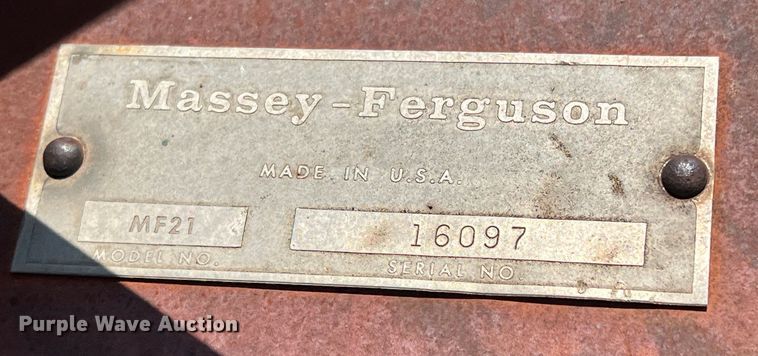 Massey-Ferguson
MADE IN U.S.A.
MF21 16097
MODEL NO. SERIAL NO.
Purple Wave Auction